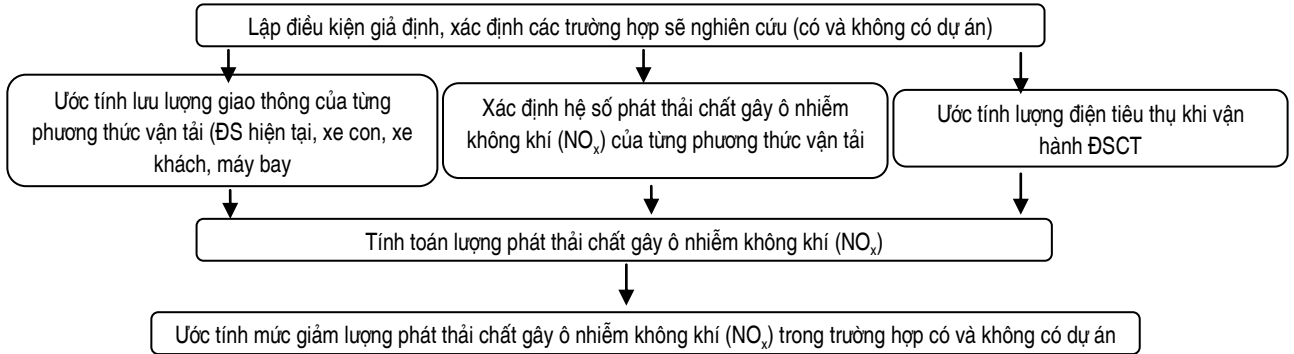 Lập điều kiện giả định, xác định các trường hợp sẽ nghiên cứu (có và không có dự án)
Ước tính lưu lượng giao thông của từng
phương thức vận tải (ĐS hiện tại, xe con, xe
khách, máy bay
Xác định hệ số phát thải chất gây ô nhiễm
không khí (NOx) của từng phương thức vận tải
Ước tính lượng điện tiêu thụ khi vận
hành ĐSCT
Tính toán lượng phát thải chất gây ô nhiễm không khí (NOx)
Ước tính mức giảm lượng phát thải chất gây ô nhiễm không khí (NOx) trong trường hợp có và không có dự án